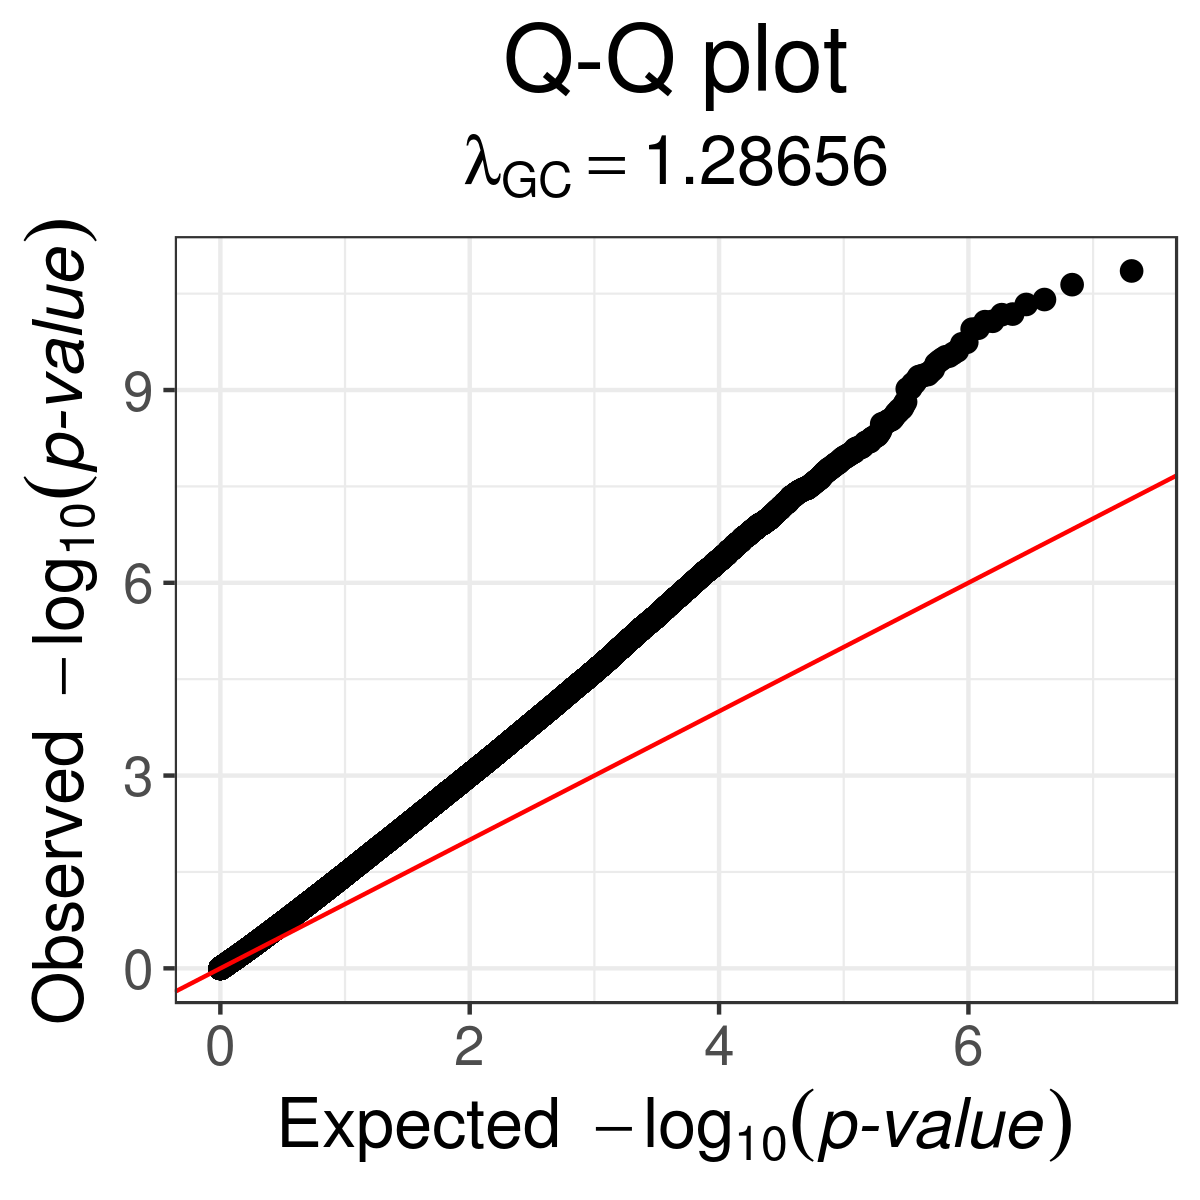 Q-Q plot
λGC = 1.28656
Observed −log10(p-value)
9
6
3
0
0 2 4 6
Expected −log10(p-value)